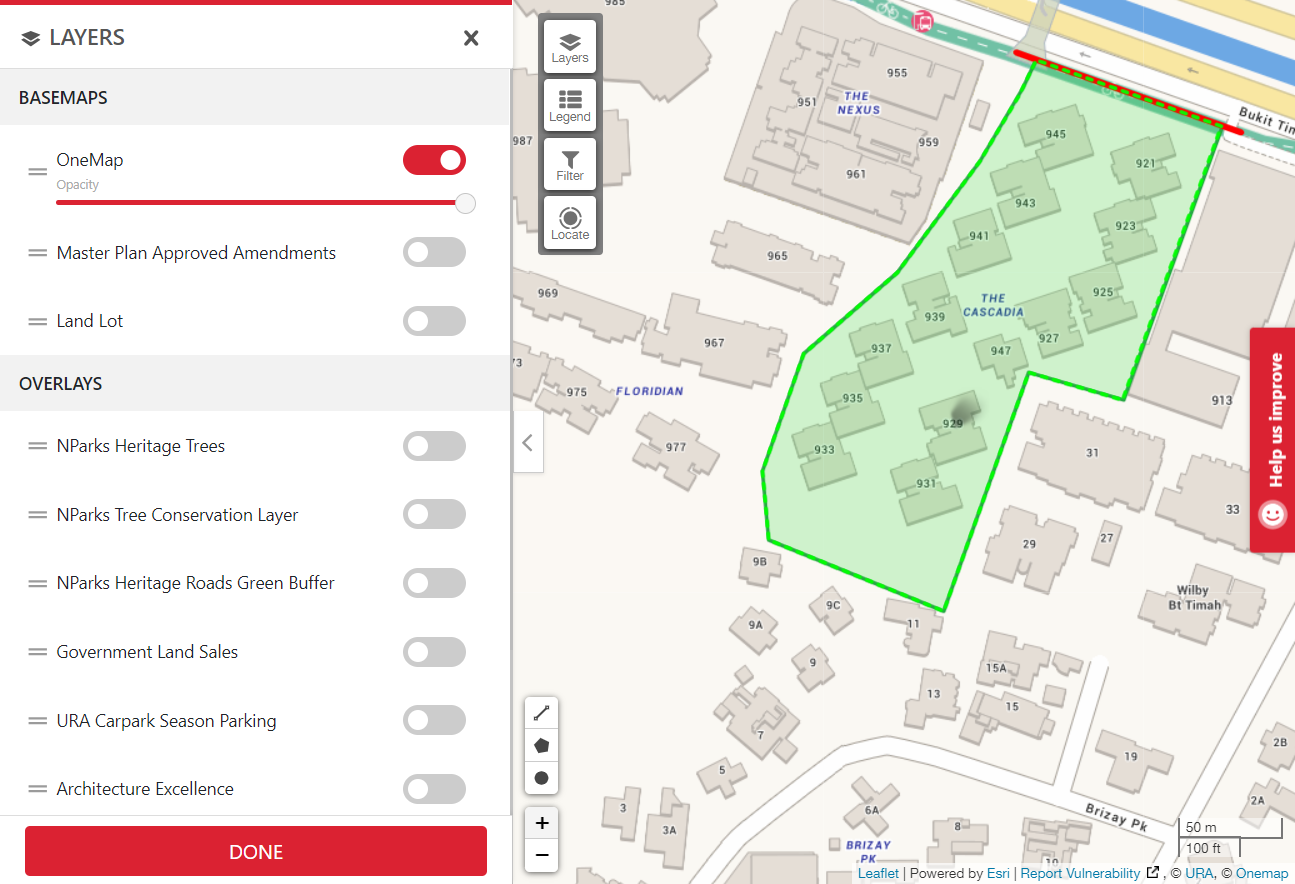 LAYERS
BASEMAPS
OneMap
Opacity
Master Plan Approved Amendments
Land Lot
OVERLAYS
NParks Heritage Trees
NParks Tree Conservation Layer
NParks Heritage Roads Green Buffer
Government Land Sales
URA Carpark Season Parking
Architecture Excellence
DONE
Layers
Legend
Filter
Locate
985
955
951
THE
NEXUS
959
961
987
945
921
943
923
941
965
925
969
THE
CASCADIA
939
927
967
937
947
73
975
FLORIDIAN
935
913
929
977
933
31
931
33
29
27
9B
Wilby
Bt Timah
9C
9A
11
9
15A
13
15
7
5
19
2B
2A
3
3A
6A
8
10
BRIZAY
PK
Brizay Pk
Bukit Tim
Help us improve
+
−
50 m
100 ft
Leaflet | Powered by Esri | Report Vulnerability , © URA, © Onemap